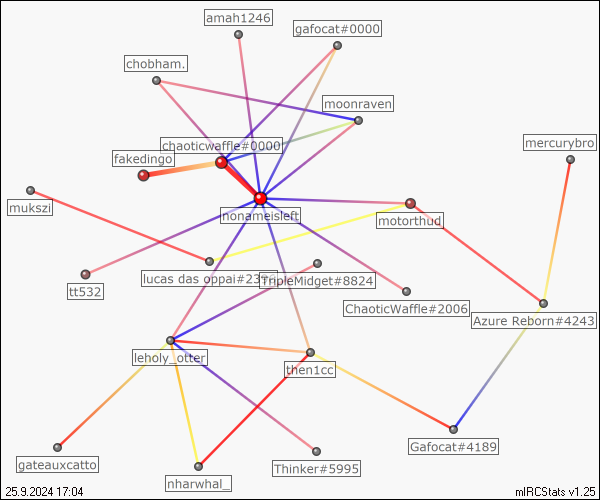 amah1246
gafocat#0000
chobham.
moonraven
chaoticwaffle#0000
mercurybro
fakedingo
mukszi
nonameisleft
motorthud
lucas das oppai#23
TripleMidget#8824
tt532
ChaoticWaffle#2006
Azure Reborn#4243
leholy_otter
then1cc
Gafocat#4189
gateauxcatto
Thinker#5995
nharwhal_
25.9.2024 17:04
mIRCStats v1.25